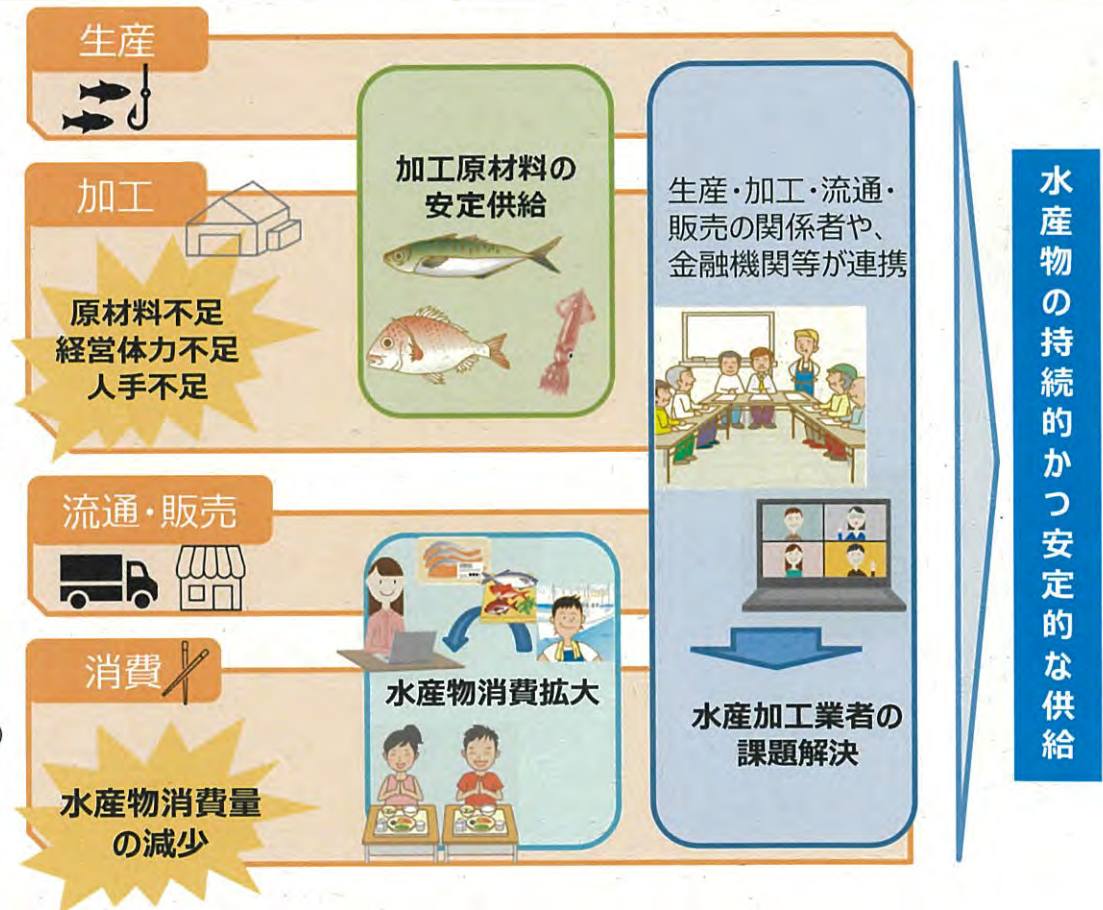 生産
加工
原材料不足
経営体力不足
人手不足
流通・販売
消費
水産物消費量
の減少
加工原材料の
安定供給
水産物消費拡大
生産・加工・流通・
販売の関係者や、
金融機関等が連携
水産加工業者の
課題解決
水産物の持続的かつ安定的な供給